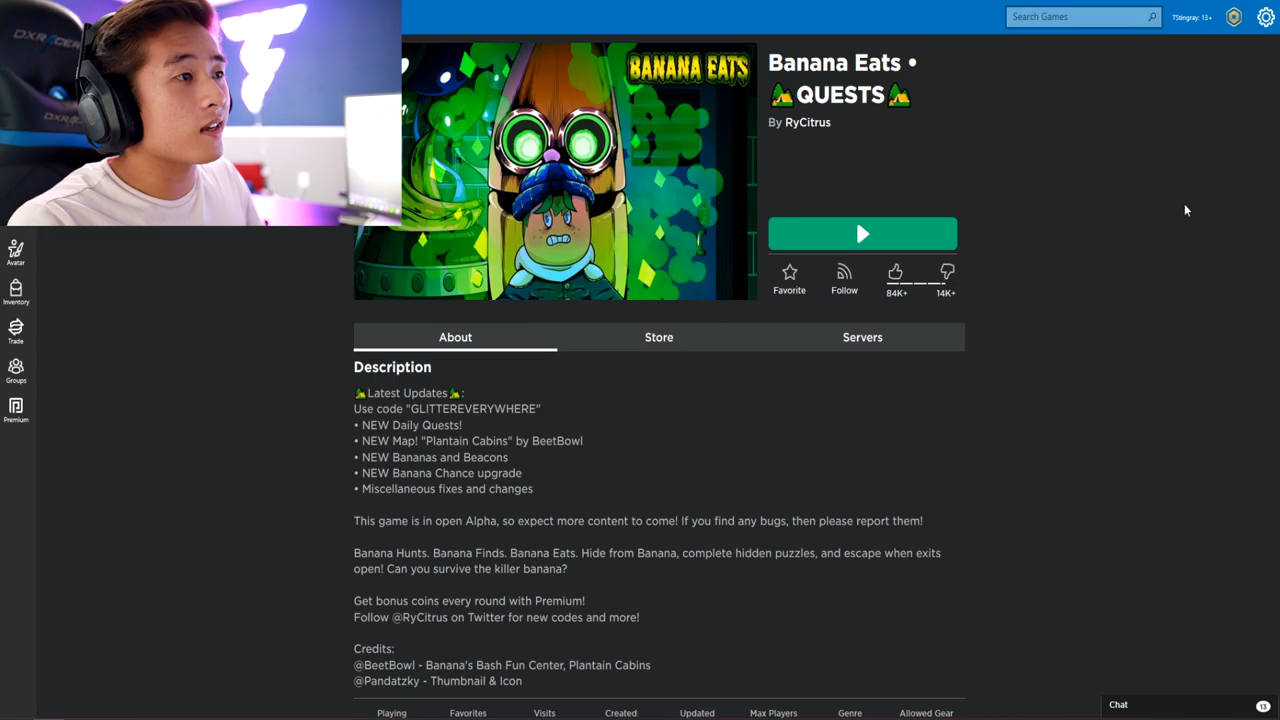 DXRACER
DXRA
Search Games
TStingray: 13+
BANANA EATS
Banana Eats •
🏕️QUESTS🏕️
By RyCitrus
Favorite
Follow
84K+
14K+
Avatar
Inventory
Trade
Groups
Premium
About
Store
Servers
Description
🏕️Latest Updates🏕️:
Use code "GLITTEREVERYWHERE"
• NEW Daily Quests!
• NEW Map! "Plantain Cabins" by BeetBowl
• NEW Bananas and Beacons
• NEW Banana Chance upgrade
• Miscellaneous fixes and changes
This game is in open Alpha, so expect more content to come! If you find any bugs, then please report them!
Banana Hunts. Banana Finds. Banana Eats. Hide from Banana, complete hidden puzzles, and escape when exits
open! Can you survive the killer banana?
Get bonus coins every round with Premium!
Follow @RyCitrus on Twitter for new codes and more!
Credits:
@BeetBowl - Banana's Bash Fun Center, Plantain Cabins
@Pandatzky - Thumbnail & Icon
Playing
Favorites
Visits
Created
Updated
Max Players
Genre
Allowed Gear
Chat
13